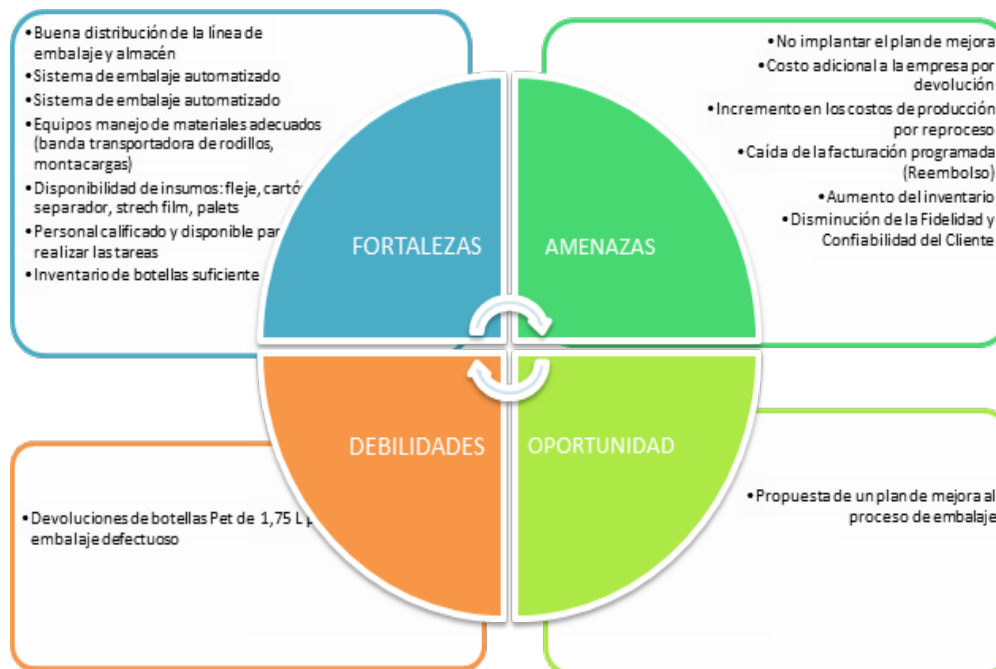 •Buena distribución de la línea de
embalaje y almacén
•Sistema de embalaje automatizado
•Sistema de embalaje automatizado
•Equipos manejo de materiales adecuados
(banda transportadora de rodillos,
montacargas)
•Disponibilidad de insumos: fleje, cartó
separador, strech film, palets
•Personal calificado y disponible par
realizar las tareas
•Inventario de botellas suficiente
•No implantar el plan de mejora
•Costo adicional a la empresa por
devolución
•Incremento en los costos de producción
por reproceso
•Caída de la facturación programada
(Reembolso)
•Aumento del inventario
•Disminución de la Fidelidad y
Confiabilidad del Cliente
FORTALEZAS
AMENAZAS
DEBILIDADES
OPORTUNIDAD
•Devoluciones de botellas Pet de 1,75 L
embalaje defectuoso
•Propuesta de un plan de mejora al
proceso de embalaje